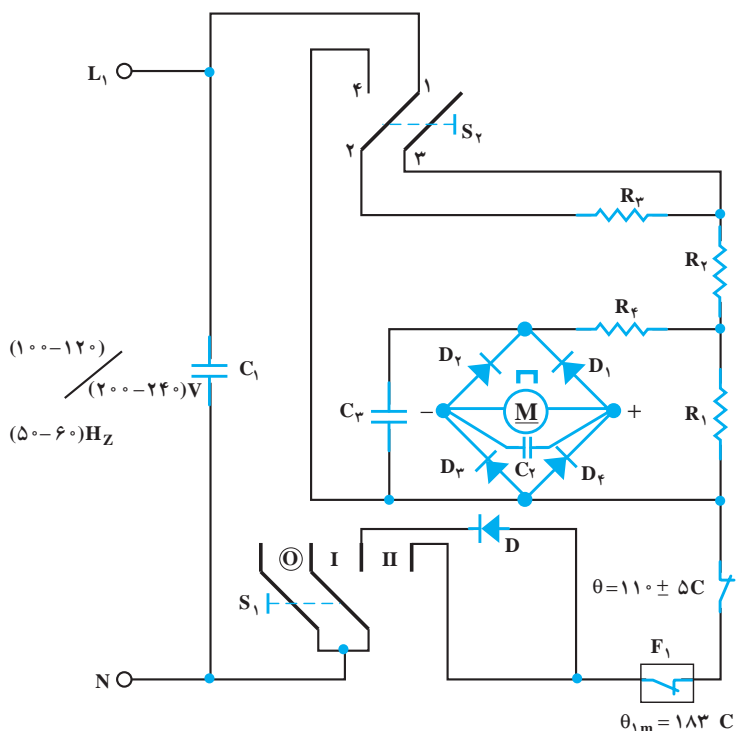 L۱
۴
۱
S۲
۲
۳
R۳
R۲
R۴
(۱۰۰–۱۲۰)
(۲۰۰–۲۴۰)V
(۵۰–۶۰)HZ
C۱
D۲
D۱
C۳
–
M
+
R۱
D۳
C۲
D۴
O
I
II
D
S۱
θ=۱۱۰ ± ۵C
F۱
N
θ۱m = ۱۸۳ C